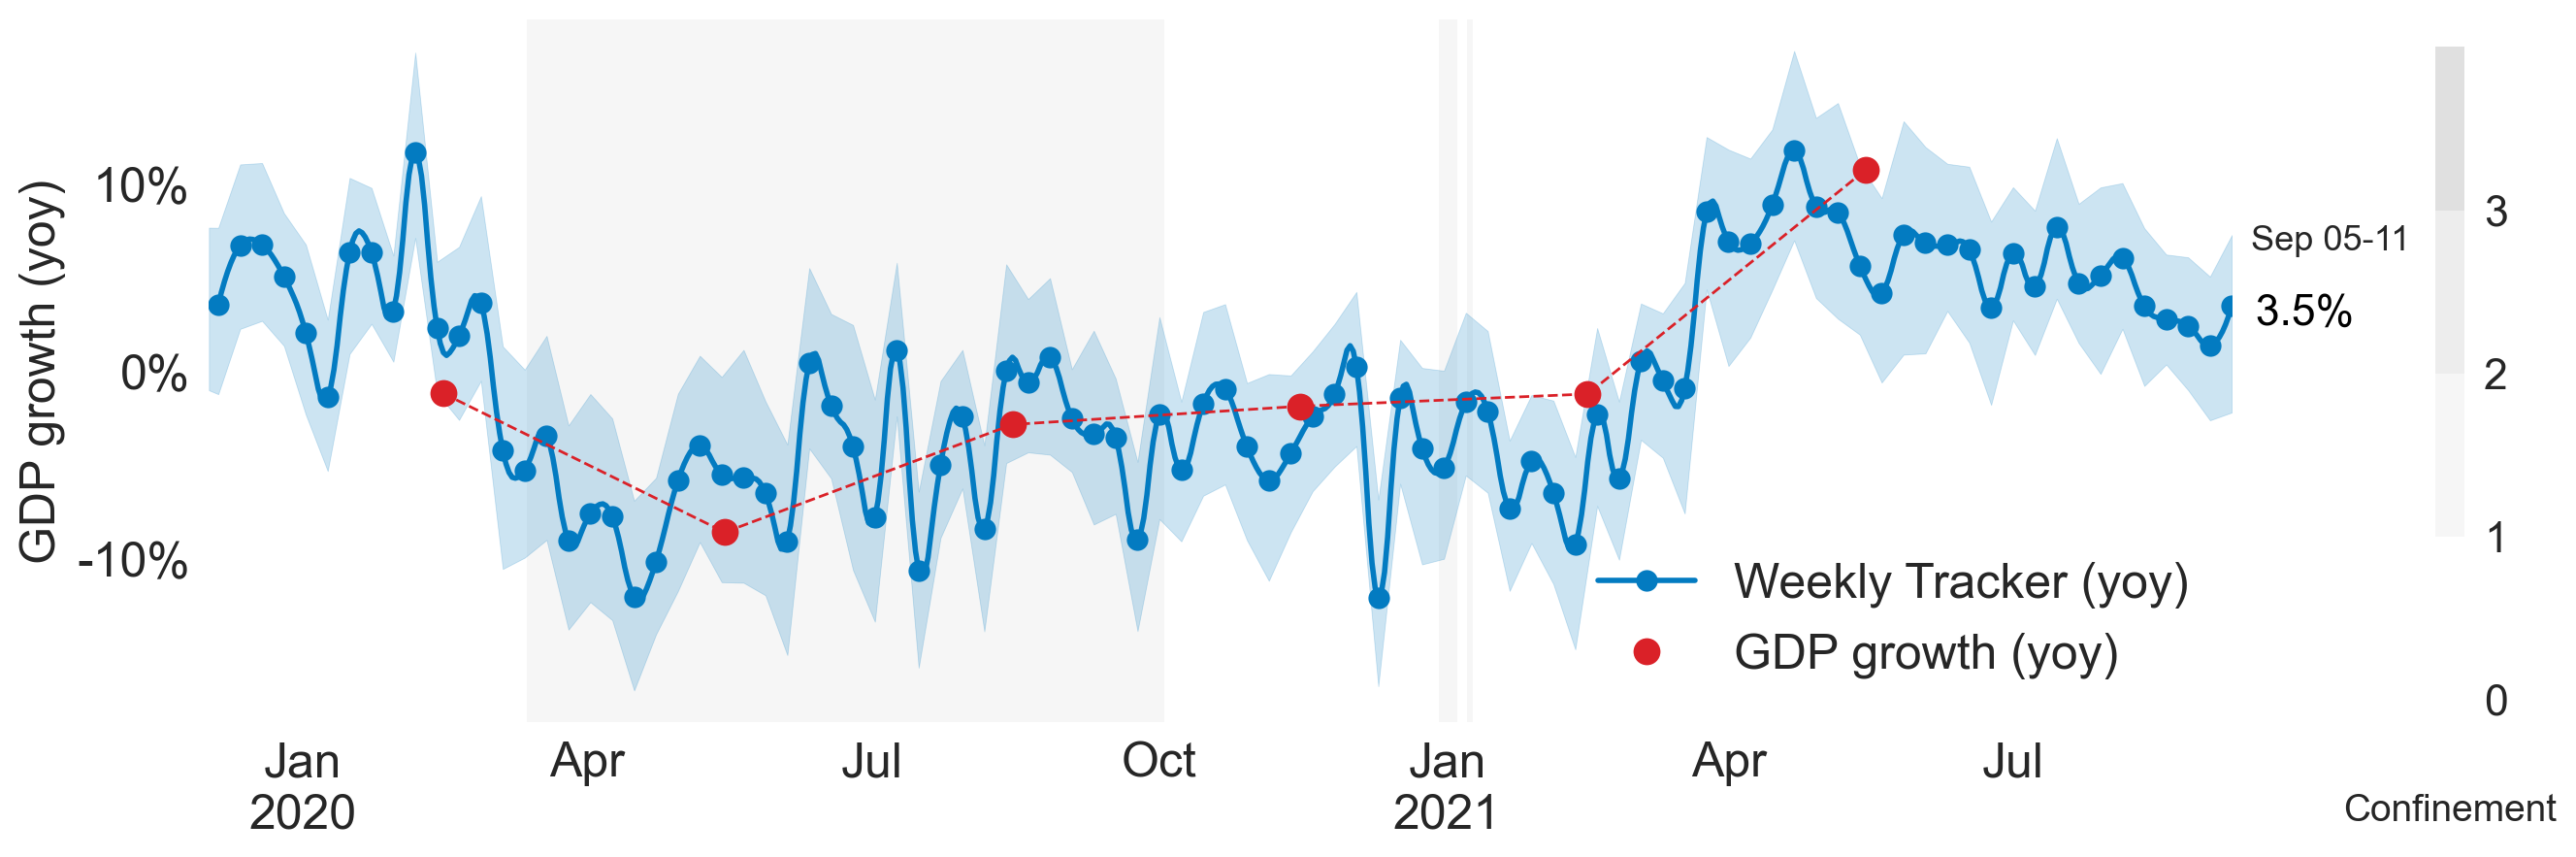 GDP growth (yoy)
10%
0%
-10%
Sep 05-11
3.5%
Weekly Tracker (yoy)
GDP growth (yoy)
3
2
1
0
Jan Apr Jul Oct Jan Apr Jul
2020 2021
Confinement